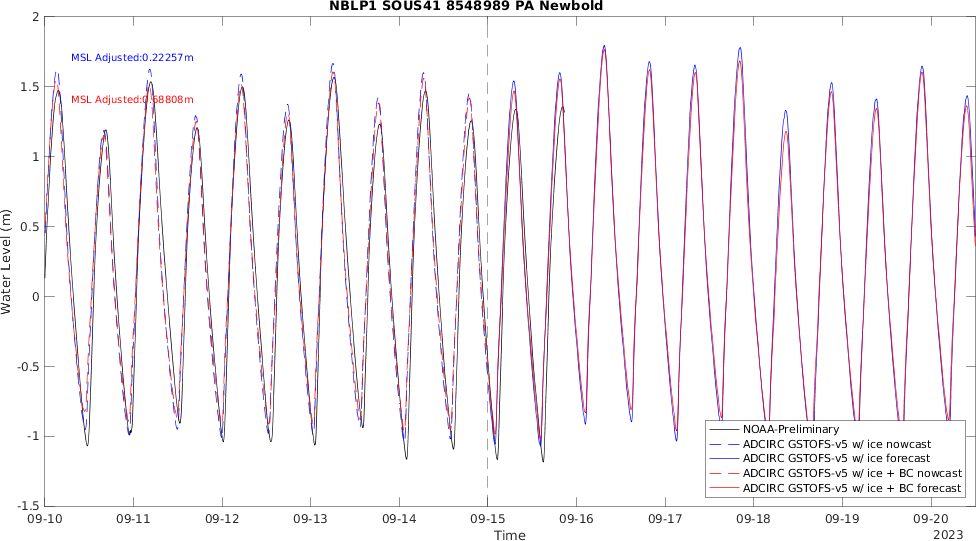 NBLP1 SOUS41 8548989 PA Newbold
2
1.5
1
0.5
0
-0.5
-1
-1.5
Water Level (m)
MSL Adjusted:0.22257m
MSL Adjusted:0.68808m
NOAA-Preliminary
ADCIRC GSTOFS-v5 w/ ice nowcast
ADCIRC GSTOFS-v5 w/ ice forecast
ADCIRC GSTOFS-v5 w/ ice + BC nowcast
ADCIRC GSTOFS-v5 w/ ice + BC forecast
09-10 09-11 09-12 09-13 09-14 09-15 09-16 09-17 09-18 09-19 09-20
Time
2023